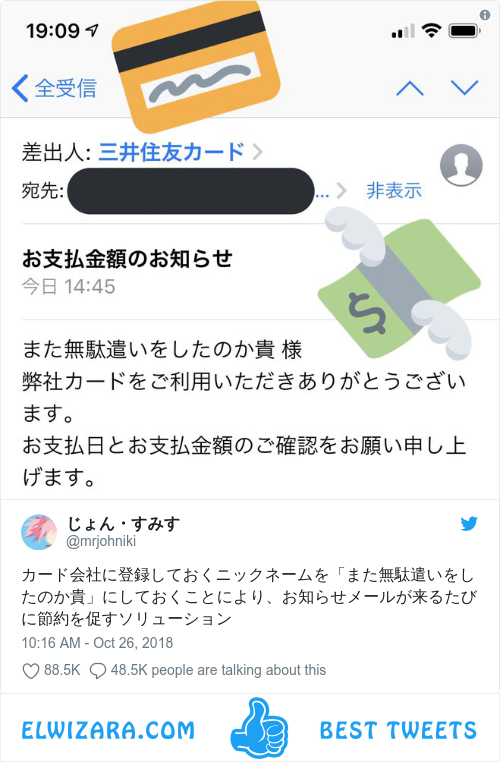 19:09
全受信
差出人: 三井住友カード
宛先: ... 非表示
お支払金額のお知らせ
今日 14:45
また無駄遣いをしたのか貴 様
弊社カードをご利用いただきありがとうござい
ます。
お支払日とお支払金額のご確認をお願い申し上
げます。
じょん・すみす
@mrjohniki
カード会社に登録しておくニックネームを「また無駄遣いをし
たのか貴」にしておくことにより、お知らせメールが来るたび
に節約を促すソリューション
10:16 AM - Oct 26, 2018
88.5K 48.5K people are talking about this
ELWIZARA.COM BEST TWEETS